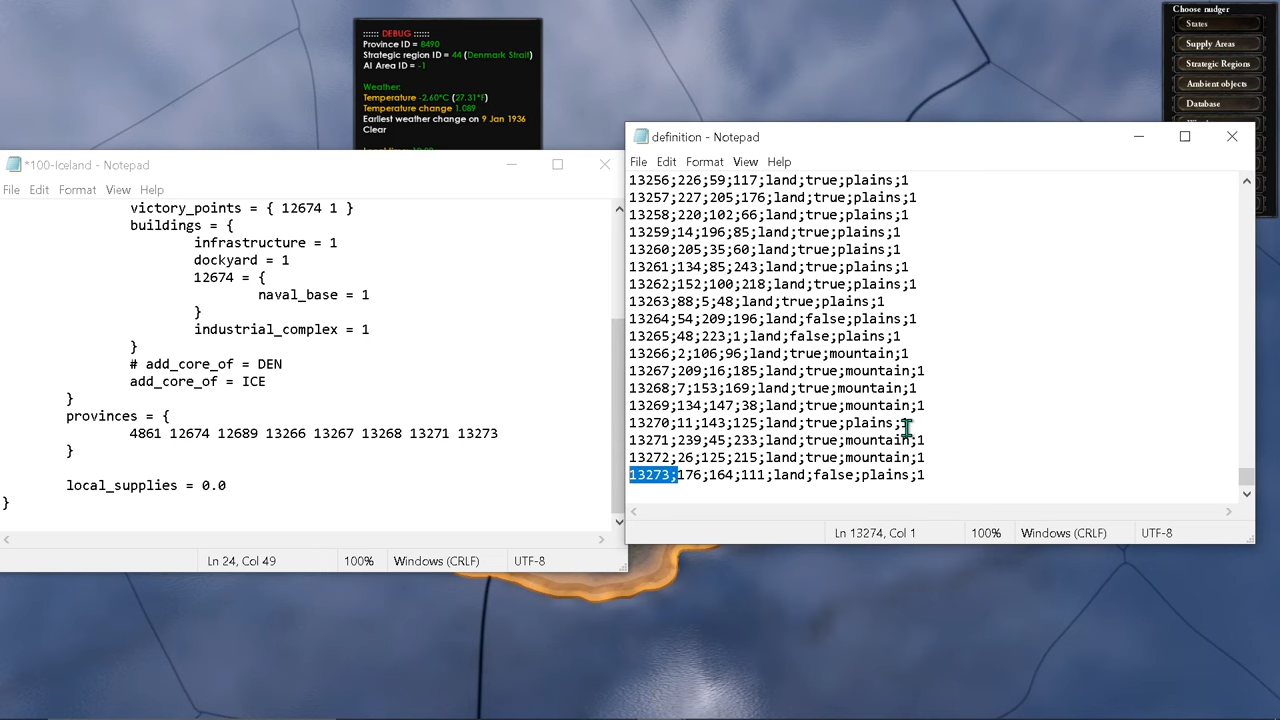 :::::: DEBUG ::::::
Province ID = 8490
Strategic region ID = 44 (Denmark Strait)
AI Area ID = -1
Weather:
Temperature -2.60°C (27.31°F)
Temperature change 1.089
Earliest weather change on 9 Jan 1936
Clear
Choose nudger
States
Supply Areas
Strategic Regions
Ambient objects
Database
*100-Iceland - Notepad
File Edit Format View Help
victory_points = { 12674 1 }
buildings = {
infrastructure = 1
dockyard = 1
12674 = {
naval_base = 1
}
industrial_complex = 1
}
# add_core_of = DEN
add_core_of = ICE
}
provinces = {
4861 12674 12689 13266 13267 13268 13271 13273
}
local_supplies = 0.0
}
Ln 24, Col 49 100% Windows (CRLF) UTF-8
definition - Notepad
File Edit Format View Help
13256;226;59;117;land;true;plains;1
13257;227;205;176;land;true;plains;1
13258;220;102;66;land;true;plains;1
13259;14;196;85;land;true;plains;1
13260;205;35;60;land;true;plains;1
13261;134;85;243;land;true;plains;1
13262;152;100;218;land;true;plains;1
13263;88;5;48;land;true;plains;1
13264;54;209;196;land;false;plains;1
13265;48;223;1;land;false;plains;1
13266;2;106;96;land;true;mountain;1
13267;209;16;185;land;true;mountain;1
13268;7;153;169;land;true;mountain;1
13269;134;147;38;land;true;mountain;1
13270;11;143;125;land;true;plains;1
13271;239;45;233;land;true;mountain;1
13272;26;125;215;land;true;mountain;1
13273;176;164;111;land;false;plains;1
Ln 13274, Col 1 100% Windows (CRLF) UTF-8